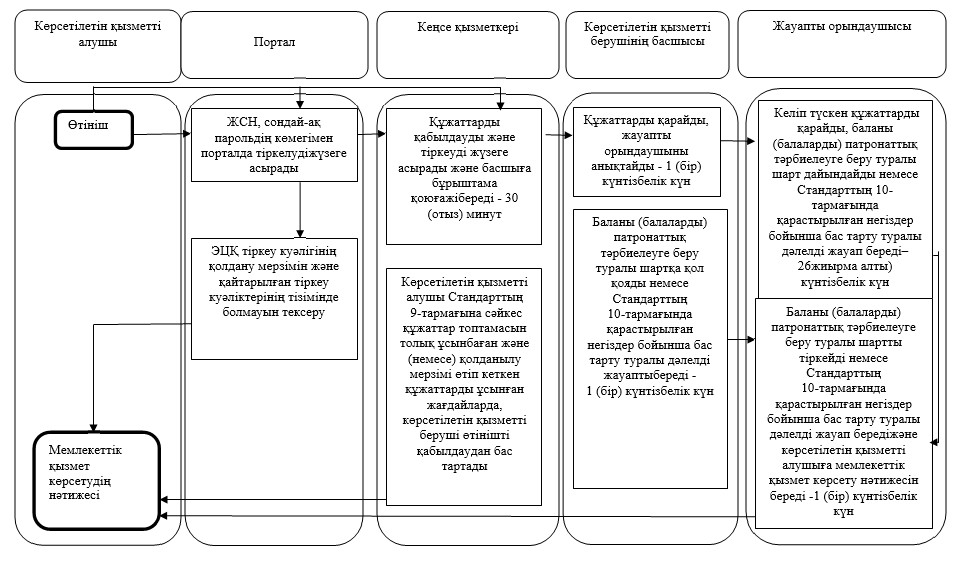 Көрсетілетін қызметті
алушы
Портал
Кеңсе қызметкері
Көрсетілетін қызметті
берушінің басшысы
Жауапты орындаушысы
Өтініш
ЖСН, сондай-ақ
парольдің көмегімен
порталда тіркелудіжүзеге
асырады
ЭЦҚ тіркеу куәлігінің
қолдану мерзімін және
қайтарылған тіркеу
куәліктерінің тізімінде
болмауын тексеру
Құжаттарды
қабылдауды және
тіркеуді жүзеге
асырады және басшыға
бұрыштама
қоюғажібереді - 30
(отыз) минут
Көрсетілетін қызметті
алушы Стандарттың
9-тармағына сәйкес
құжаттар топтамасын
толық ұсынбаған және
(немесе) қолданылу
мерзімі өтіп кеткен
құжаттарды ұсынған
жағдайларда,
көрсетілетін қызметті
беруші өтінішті
қабылдаудан бас
тартады
Құжаттарды қарайды,
жауапты
орындаушыны
анықтайды - 1 (бір)
күнтізбелік күн
Баланы (балаларды)
патронаттық
тәрбиелеуге беру
туралы шартқа қол
қояды немесе
Стандарттың
10-тармағында
қарастырылған
негіздер бойынша бас
тарту туралы дәлелді
жауаптыбереді -
1 (бір) күнтізбелік күн
Келіп түскен құжаттарды
қарайды, баланы
(балаларды) патронаттық
тәрбиелеуге беру туралы
шарт дайындайды немесе
Стандарттың 10-
тармағында
қарастырылған негіздер
бойынша бас тарту туралы
дәлелді жауап береді–
26жиырма алты)
күнтізбелік күн
Баланы (балаларды)
патронаттық тәрбиелеуге
беру туралы шартты
тіркейді немесе
Стандарттың
10-тармағында
қарастырылған негіздер
бойынша бас тарту туралы
дәлелді жауап бередіжәне
көрсетілетін қызметті
алушыға мемлекеттік
қызмет көрсету нәтижесін
береді -1 (бір) күнтізбелік
күн
Мемлекеттік
қызмет
көрсетудің
нәтижесі